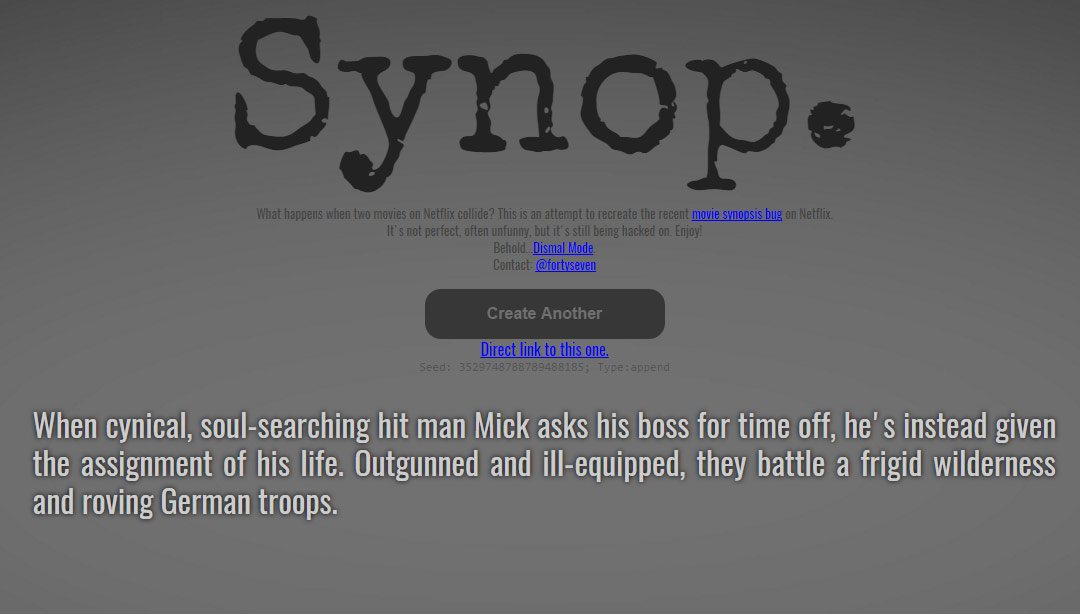 Synop.
What happens when two movies on Netflix collide? This is an attempt to recreate the recent movie synopsis bug on Netflix.
It's not perfect, often unfunny, but it's still being hacked on. Enjoy!
Behold...Dismal Mode.
Contact: @fortyseven
Create Another
Direct link to this one.
Seed: 3529748788789488185; Type:append
When cynical, soul-searching hit man Mick asks his boss for time off, he's instead given
the assignment of his life. Outgunned and ill-equipped, they battle a frigid wilderness
and roving German troops.